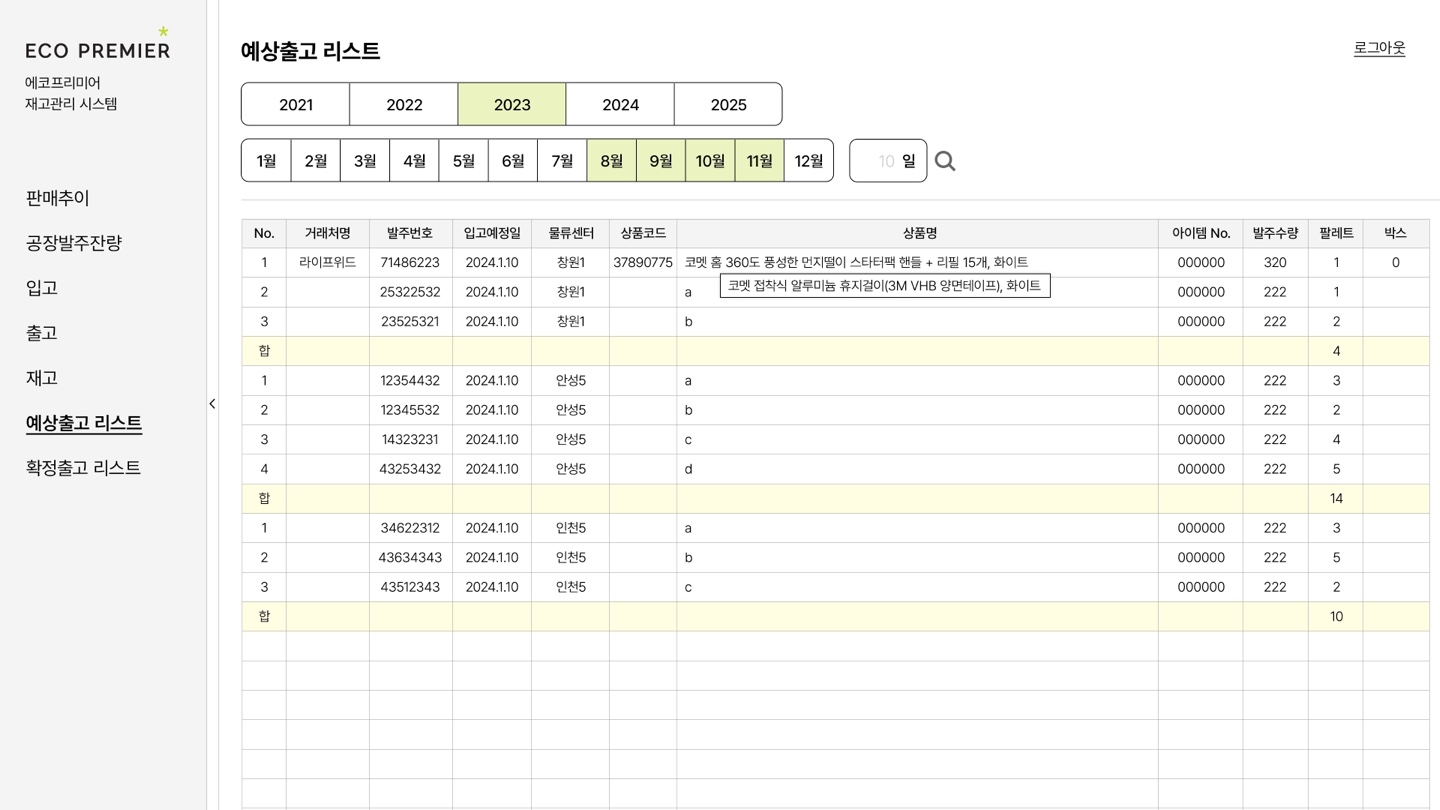 ECO PREMIER
에코프리미어
재고관리 시스템
판매추이
공장발주잔량
입고
출고
재고
예상출고 리스트
확정출고 리스트
예상출고 리스트
로그아웃
2021 2022 2023 2024 2025
1월 2월 3월 4월 5월 6월 7월 8월 9월 10월 11월 12월 10 일
No. 거래처명 발주번호 입고예정일 물류센터 상품코드 상품명 아이템 No. 발주수량 팔레트 박스
1 라이프위드 71486223 2024.1.10 창원1 37890775 코멧 홈 360도 풍성한 먼지떨이 스타터팩 핸들 + 리필 15개, 화이트 000000 320 1 0
코멧 접착식 알루미늄 휴지걸이(3M VHB 양면테이프), 화이트
2 25322532 2024.1.10 창원1 a 000000 222 1
3 23525321 2024.1.10 창원1 b 000000 222 2
합 4
1 12354432 2024.1.10 안성5 a 000000 222 3
2 12345532 2024.1.10 안성5 b 000000 222 2
3 14323231 2024.1.10 안성5 c 000000 222 4
4 43253432 2024.1.10 안성5 d 000000 222 5
합 14
1 34622312 2024.1.10 인천5 a 000000 222 3
2 43634343 2024.1.10 인천5 b 000000 222 5
3 43512343 2024.1.10 인천5 c 000000 222 2
합 10